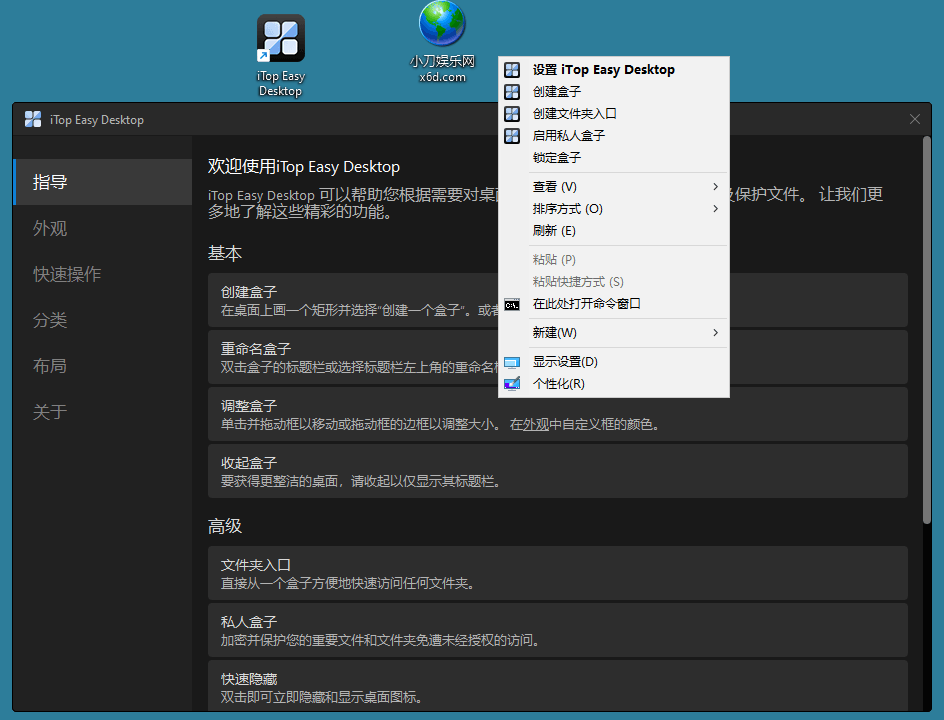 iTop Easy
Desktop
小刀娱乐网
x6d.com
iTop Easy Desktop
指导
外观
快速操作
分类
布局
关于
欢迎使用iTop Easy Desktop
iTop Easy Desktop 可以帮助您根据需要对桌面
保护文件。 让我们更
多地了解这些精彩的功能。
基本
创建盒子
在桌面上画一个矩形并选择“创建一个盒子”。或者
重命名盒子
双击盒子的标题栏或选择标题栏左上角的重命名
调整盒子
单击并拖动框以移动或拖动框的边框以调整大小。 在外观中自定义框的颜色。
收起盒子
要获得更整洁的桌面，请收起以仅显示其标题栏。
高级
文件夹入口
直接从一个盒子方便地快速访问任何文件夹。
私人盒子
加密并保护您的重要文件和文件夹免遭未经授权的访问。
快速隐藏
双击即可立即隐藏和显示桌面图标。
设置 iTop Easy Desktop
创建盒子
创建文件夹入口
启用私人盒子
锁定盒子
查看 (V)
排序方式 (O)
刷新 (E)
粘贴 (P)
粘贴快捷方式 (S)
在此处打开命令窗口
新建(W)
显示设置(D)
个性化(R)